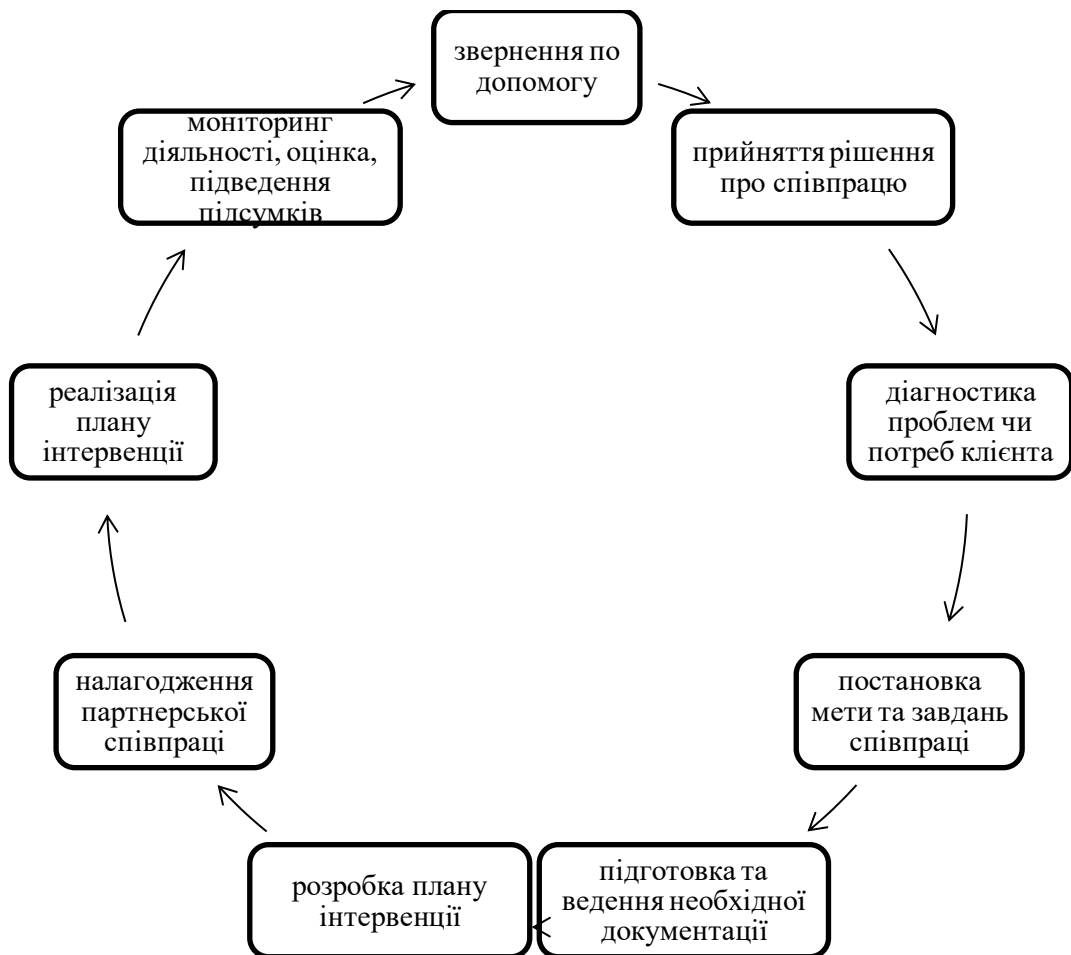 звернення по
допомогу
прийняття рішення
про співпрацю
діагностика
проблем чи
потреб клієнта
постановка
мети та завдань
співпраці
підготовка та
ведення необхідної
документації
розробка плану
інтервенції
налагодження
партнерської
співпраці
реалізація
плану
інтервенції
моніторинг
діяльності, оцінка,
підведення
підсумків